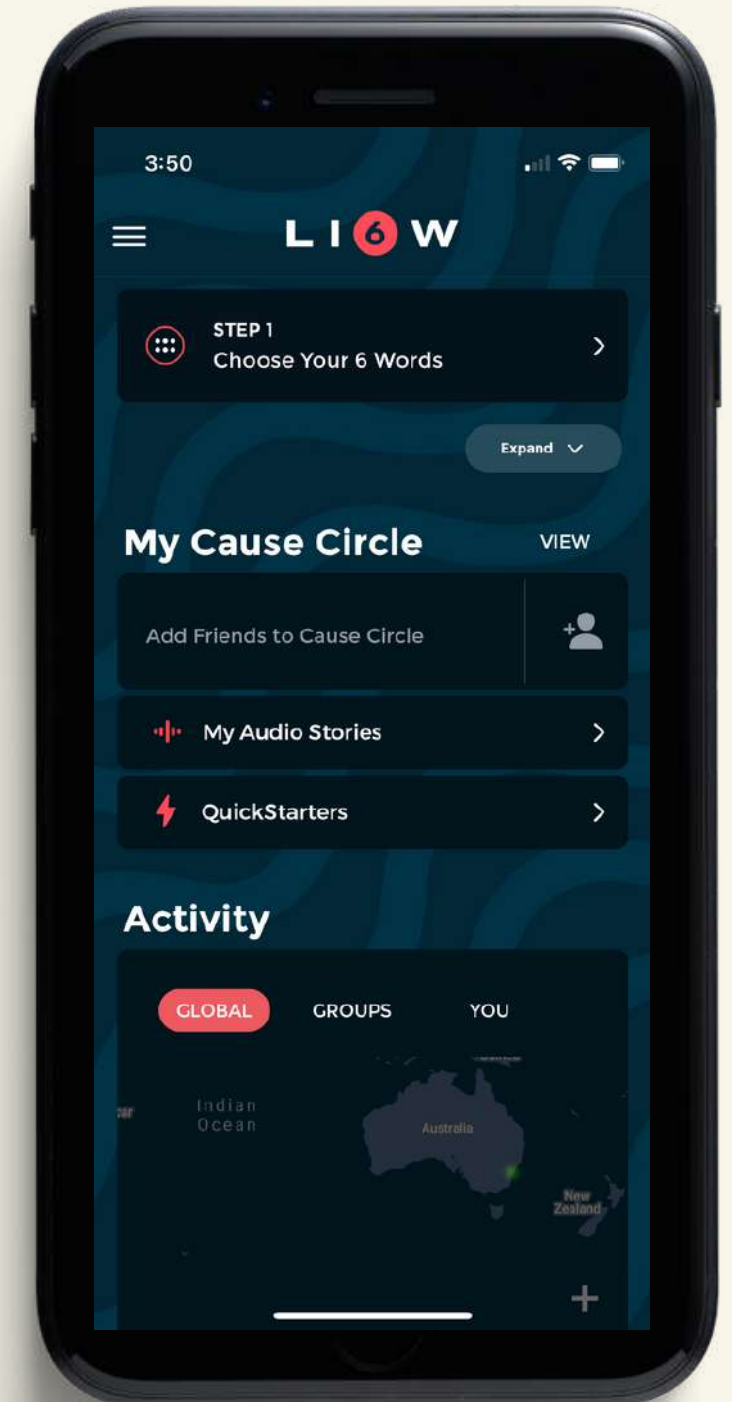 3:50
LI6W
STEP 1
Choose Your 6 Words
Expand
My Cause Circle
VIEW
Add Friends to Cause Circle
My Audio Stories
QuickStarters
Activity
GLOBAL
GROUPS
YOU
Indian
Ocean
Australia
New
Zealand